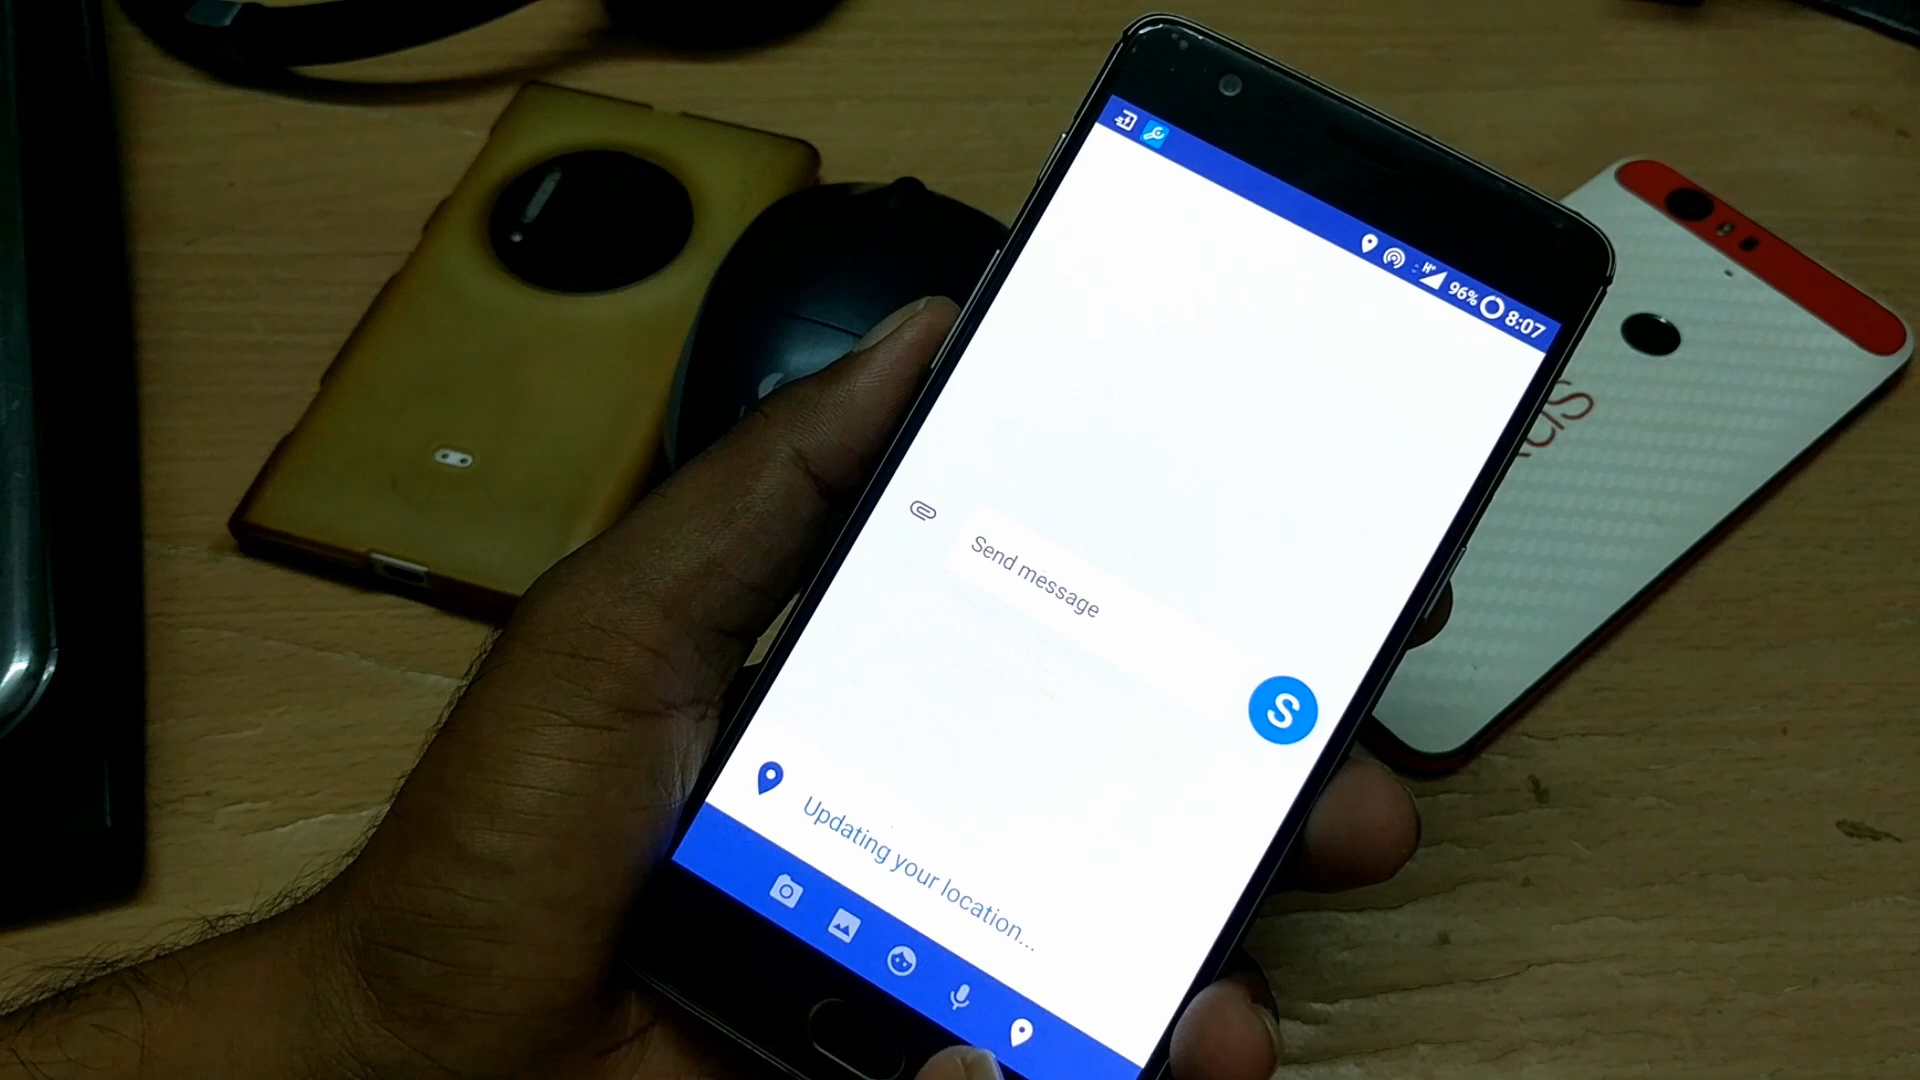 H+ 96% 8:07
Send message
S
Updating your location...